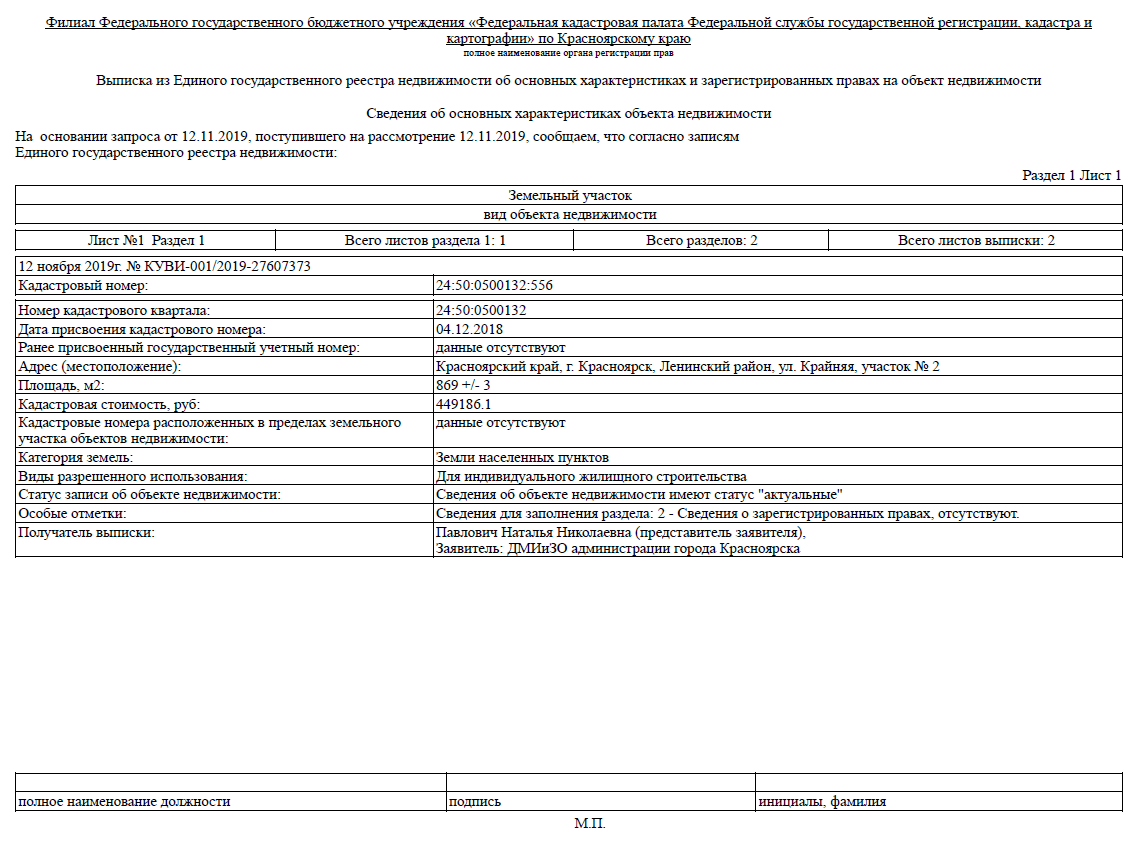 Филиал Федерального государственного бюджетного учреждения «Федеральная кадастровая палата Федеральной службы государственной регистрации, кадастра и
картографии» по Красноярскому краю
полное наименование органа регистрации прав
Выписка из Единого государственного реестра недвижимости об основных характеристиках и зарегистрированных правах на объект недвижимости
Сведения об основных характеристиках объекта недвижимости
На основании запроса от 12.11.2019, поступившего на рассмотрение 12.11.2019, сообщаем, что согласно записям
Единого государственного реестра недвижимости:
Раздел 1 Лист 1
Земельный участок
вид объекта недвижимости
Лист №1 Раздел 1 Всего листов раздела 1: 1 Всего разделов: 2 Всего листов выписки: 2
12 ноября 2019г. № КУВИ-001/2019-27607373
Кадастровый номер: 24:50:0500132:556
Номер кадастрового квартала: 24:50:0500132
Дата присвоения кадастрового номера: 04.12.2018
Ранее присвоенный государственный учетный номер: данные отсутствуют
Адрес (местоположение): Красноярский край, г. Красноярск, Ленинский район, ул. Крайняя, участок № 2
Площадь, м2: 869 +/- 3
Кадастровая стоимость, руб: 449186.1
Кадастровые номера расположенных в пределах земельного данные отсутствуют
участка объектов недвижимости:
Категория земель: Земли населенных пунктов
Виды разрешенного использования: Для индивидуального жилищного строительства
Статус записи об объекте недвижимости: Сведения об объекте недвижимости имеют статус "актуальные"
Особые отметки: Сведения для заполнения раздела: 2 - Сведения о зарегистрированных правах, отсутствуют.
Получатель выписки: Павлович Наталья Николаевна (представитель заявителя),
Заявитель: ДМИиЗО администрации города Красноярска
полное наименование должности подпись инициалы, фамилия
М.П.